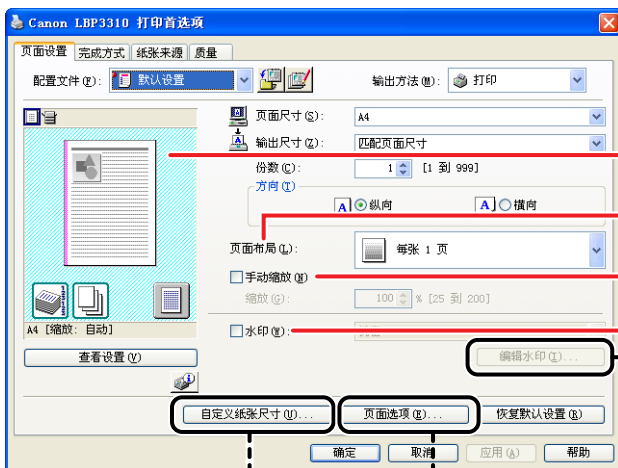 Canon LBP3310 打印首选项
页面设置 完成方式 纸张来源 质量
配置文件(F): 默认设置 输出方法(M): 打印
页面尺寸(S): A4
输出尺寸(Z): 匹配页面尺寸
份数(C): 1 [1 到 999]
方向(T)
A 纵向 A 横向
页面布局(L): 每张 1 页
手动缩放(N)
缩放(G): 100 % [25 到 200]
A4 [缩放: 自动]
水印(W):
查看设置(V) 编辑水印(I)...
自定义纸张尺寸(U)... 页面选项(E)... 恢复默认设置(R)
确定 取消 应用(A) 帮助